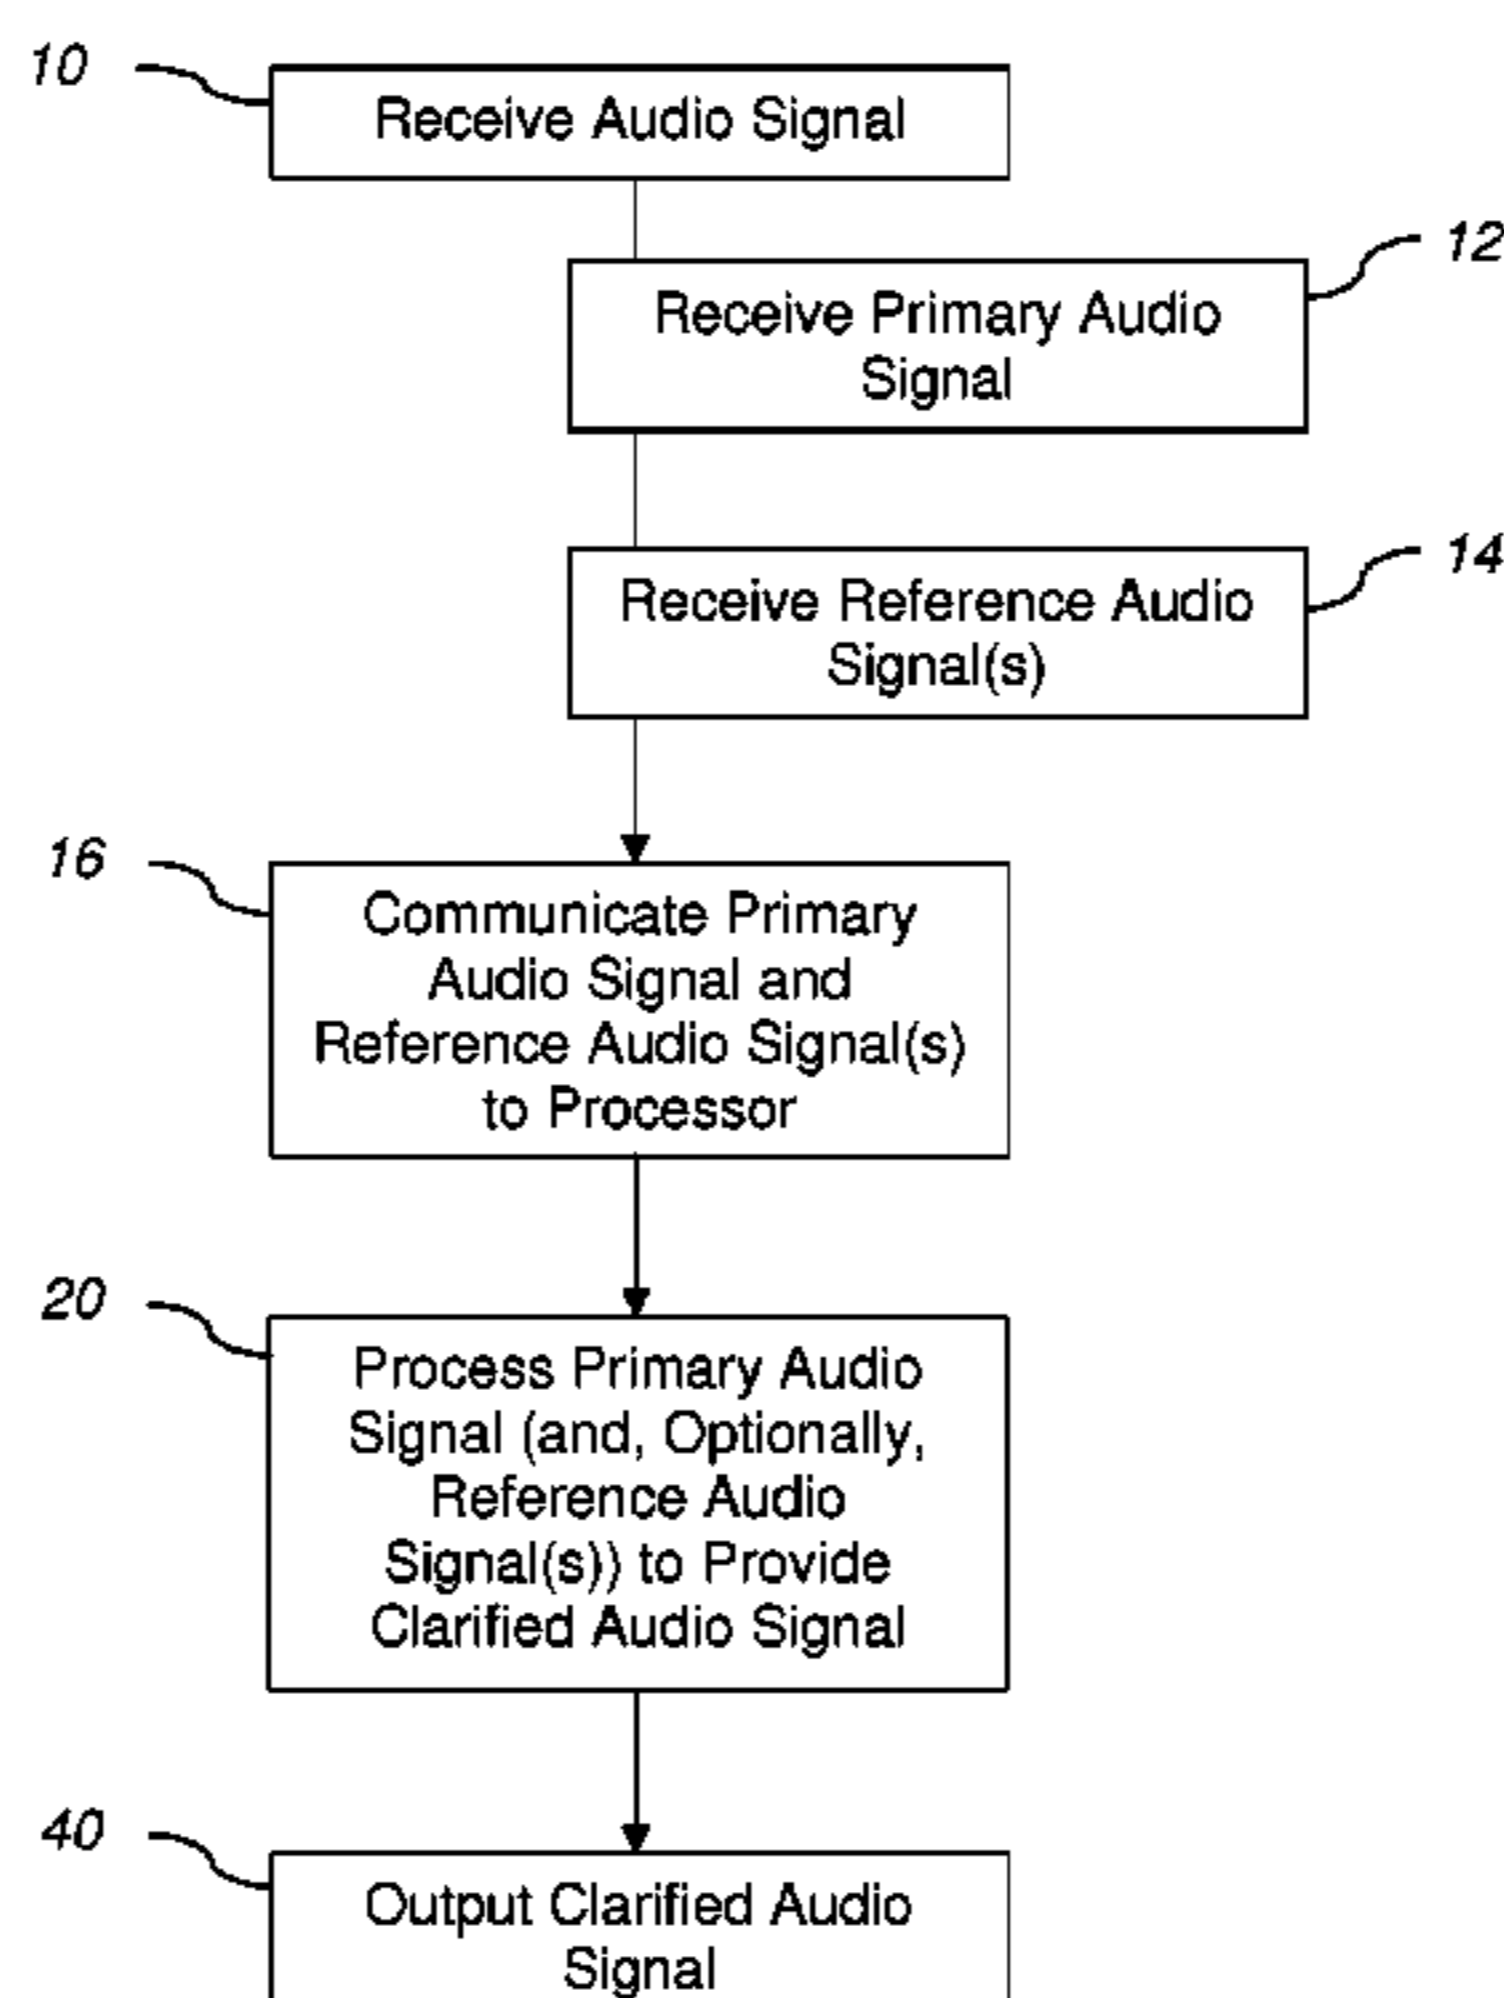 10
Receive Audio Signal
12
Receive Primary Audio
Signal
14
Receive Reference Audio
Signal(s)
16
Communicate Primary
Audio Signal and
Reference Audio Signal(s)
to Processor
20
Process Primary Audio
Signal (and, Optionally,
Reference Audio
Signal(s)) to Provide
Clarified Audio Signal
40
Output Clarified Audio
Signal